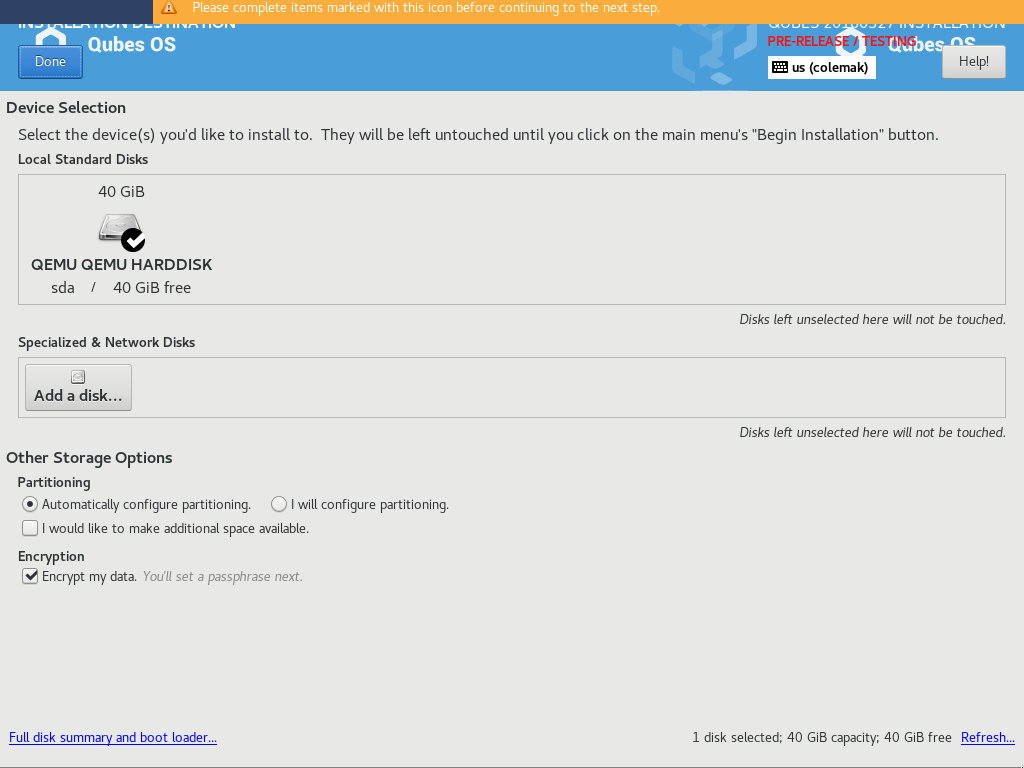 Please complete items marked with this icon before continuing to the next step.
INSTALLATION DESTINATION
QUBES 20180327 INSTALLATION
Qubes OS
PRE-RELEASE / TESTING
Qubes OS
Done
us (colemak)
Help!
Device Selection
Select the device(s) you'd like to install to.  They will be left untouched until you click on the main menu's "Begin Installation" button.
Local Standard Disks
40 GiB
QEMU QEMU HARDDISK
sda / 40 GiB free
Disks left unselected here will not be touched.
Specialized & Network Disks
Add a disk...
Disks left unselected here will not be touched.
Other Storage Options
Partitioning
Automatically configure partitioning. I will configure partitioning.
I would like to make additional space available.
Encryption
Encrypt my data. You'll set a passphrase next.
Full disk summary and boot loader... 1 disk selected; 40 GiB capacity; 40 GiB free Refresh...